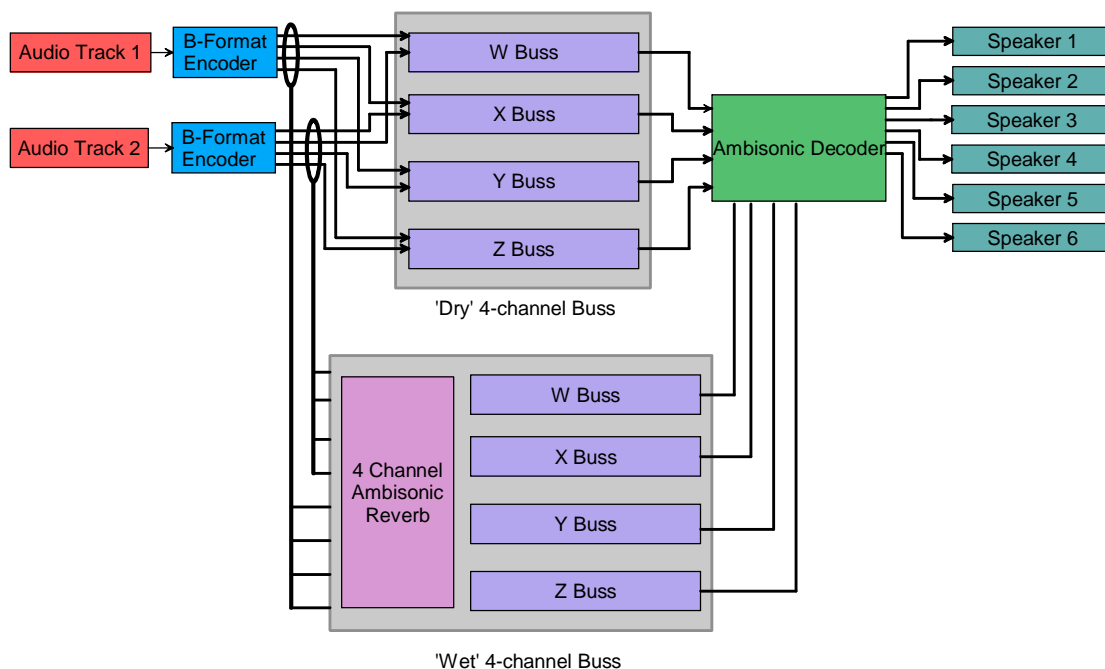 Audio Track 1
B-Format
Encoder
W Buss
Speaker 1
Speaker 2
X Buss
Speaker 3
Audio Track 2
B-Format
Encoder
Ambisonic Decoder
Speaker 4
Y Buss
Speaker 5
Z Buss
Speaker 6
'Dry' 4-channel Buss
W Buss
X Buss
4 Channel
Ambisonic
Reverb
Y Buss
Z Buss
'Wet' 4-channel Buss